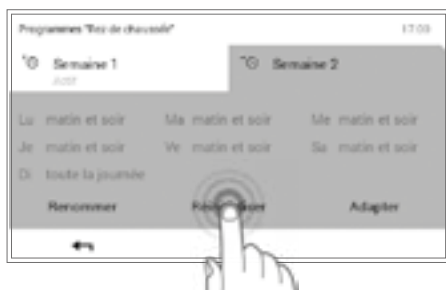 Programmes "Rez de chaussée" 17:03
Semaine 1 Semaine 2
Actif
Lu matin et soir Ma matin et soir Me matin et soir
Je matin et soir Ve matin et soir Sa matin et soir
Di toute la journée
Renommer Adapter